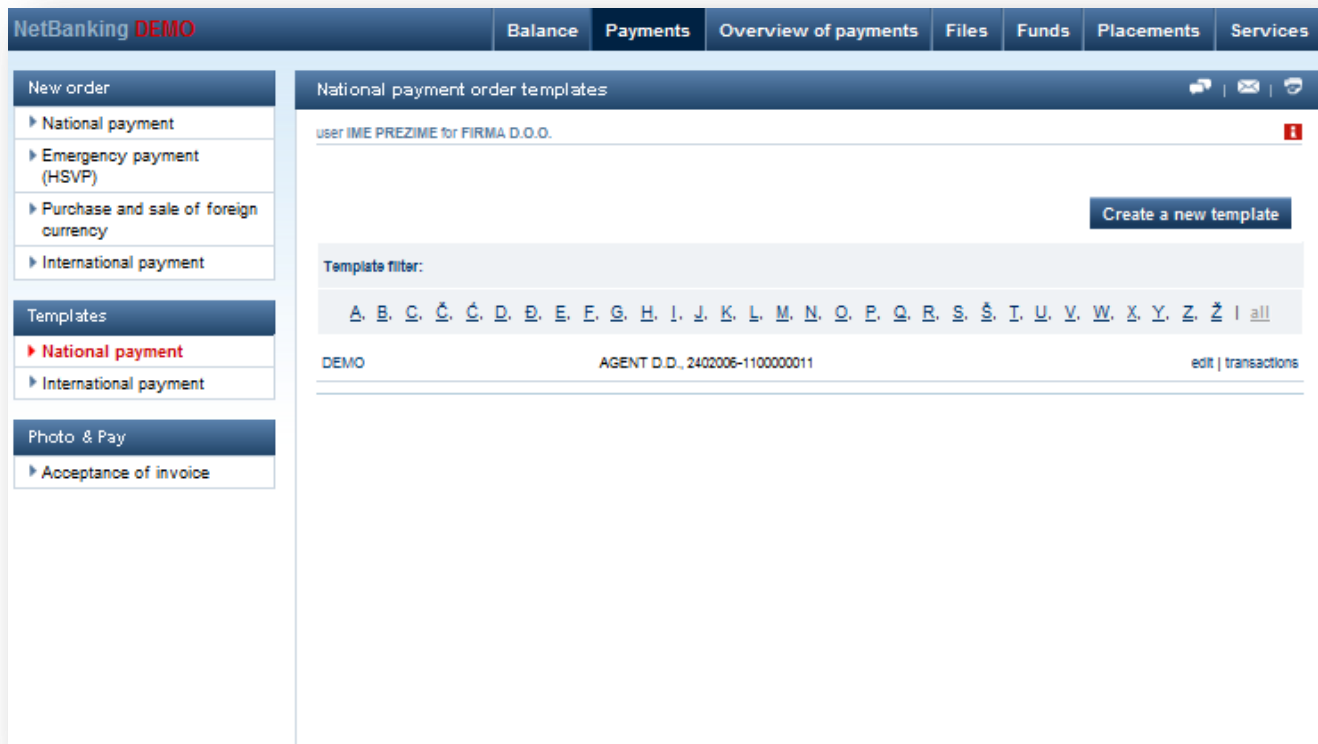 NetBanking DEMO
Balance Payments Overview of payments Files Funds Placements Services
New order
National payment
Emergency payment
(HSVP)
Purchase and sale of foreign
currency
International payment
Templates
National payment
International payment
Photo & Pay
Acceptance of invoice
National payment order templates
user IME PREZIME for FIRMA D.O.O.
Create a new template
Template filter:
A, B, C, Č, Ć, D, Đ, E, F, G, H, I, J, K, L, M, N, O, P, Q, R, S, Š, T, U, V, W, X, Y, Z, Ž | all
DEMO AGENT D.D., 2402006-1100000011 edit | transactions